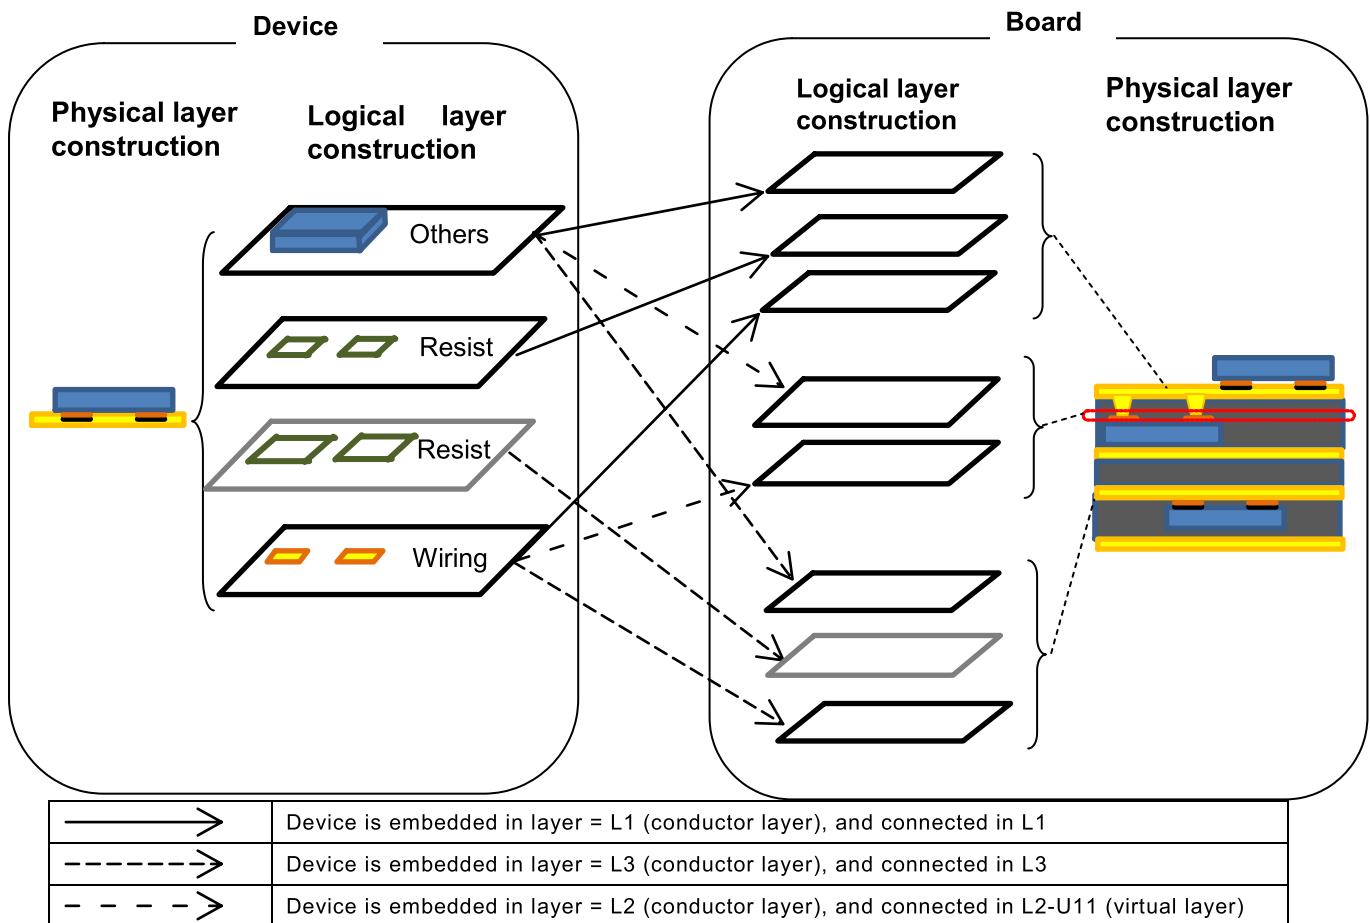 Device
Board
Physical layer
construction
Logical layer
construction
Logical layer
construction
Physical layer
construction
Others
Resist
Resist
Wiring
Device is embedded in layer = L1 (conductor layer), and connected in L1
Device is embedded in layer = L3 (conductor layer), and connected in L3
Device is embedded in layer = L2 (conductor layer), and connected in L2-U11 (virtual layer)